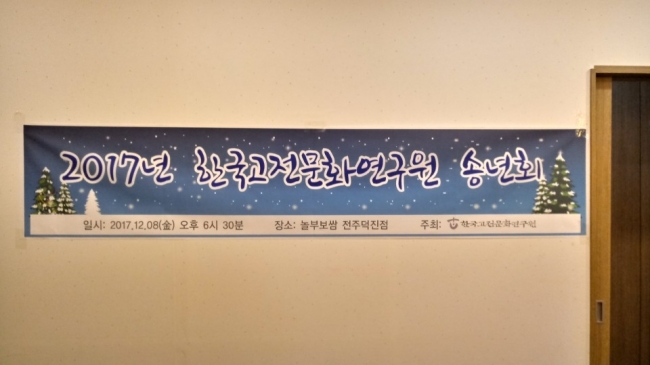 2017년 한국고전문화연구원 송년회
일시: 2017.12.08(金) 오후 6시 30분 장소: 놀부보쌈 전주덕진점 주최: 한국고전문화연구원